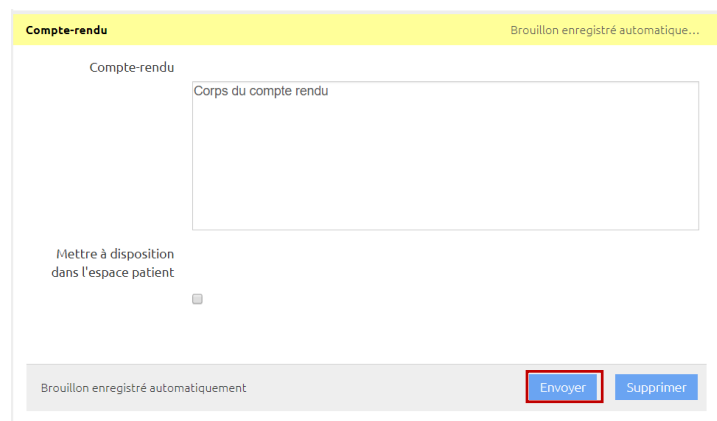 Compte-rendu
Brouillon enregistré automatique...
Compte-rendu
Corps du compte rendu
Mettre à disposition
dans l'espace patient
Brouillon enregistré automatiquement
Envoyer
Supprimer